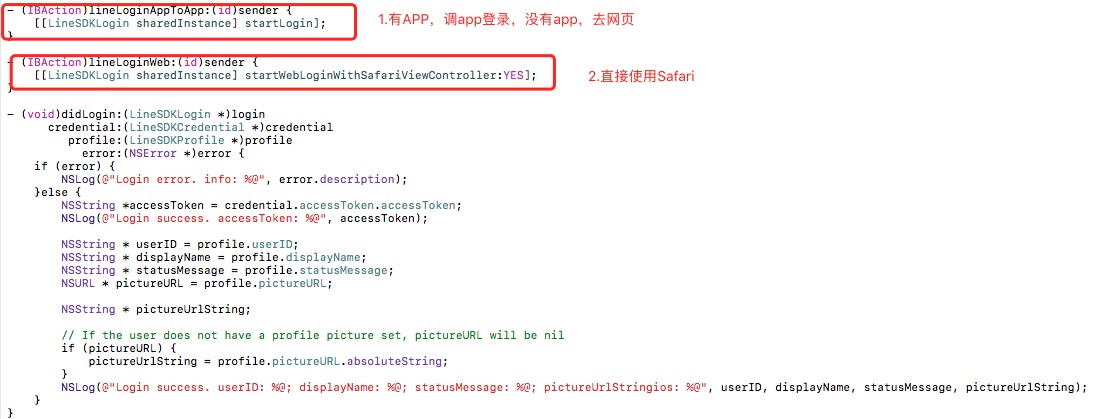 - (IBAction)lineLoginAppToApp:(id)sender {
1.有APP，调app登录，没有app，去网页
[[LineSDKLogin sharedInstance] startLogin];
}
- (IBAction)lineLoginWeb:(id)sender {
[[LineSDKLogin sharedInstance] startWebLoginWithSafariViewController:YES];
2.直接使用Safari
}
- (void)didLogin:(LineSDKLogin *)login
credential:(LineSDKCredential *)credential
profile:(LineSDKProfile *)profile
error:(NSError *)error {
if (error) {
NSLog(@"Login error. info: %@", error.description);
}else {
NSString *accessToken = credential.accessToken.accessToken;
NSLog(@"Login success. accessToken: %@", accessToken);
NSString * userID = profile.userID;
NSString * displayName = profile.displayName;
NSString * statusMessage = profile.statusMessage;
NSURL * pictureURL = profile.pictureURL;
NSString * pictureUrlString;
// If the user does not have a profile picture set, pictureURL will be nil
if (pictureURL) {
pictureUrlString = profile.pictureURL.absoluteString;
}
NSLog(@"Login success. userID: %@; displayName: %@; statusMessage: %@; pictureUrlStringios: %@", userID, displayName, statusMessage, pictureUrlString);
}
}